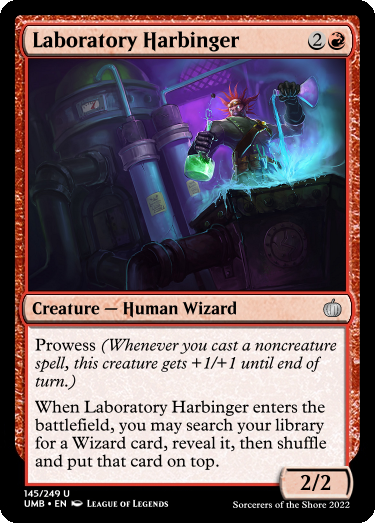 Laboratory Harbinger 2
Creature — Human Wizard
Prowess (Whenever you cast a noncreature
spell, this creature gets +1/+1 until end of
turn.)
When Laboratory Harbinger enters the
battlefield, you may search your library
for a Wizard card, reveal it, then shuffle
and put that card on top.
2/2
145/249 U
UMB • EN League of Legends
Sorcerers of the Shore 2022